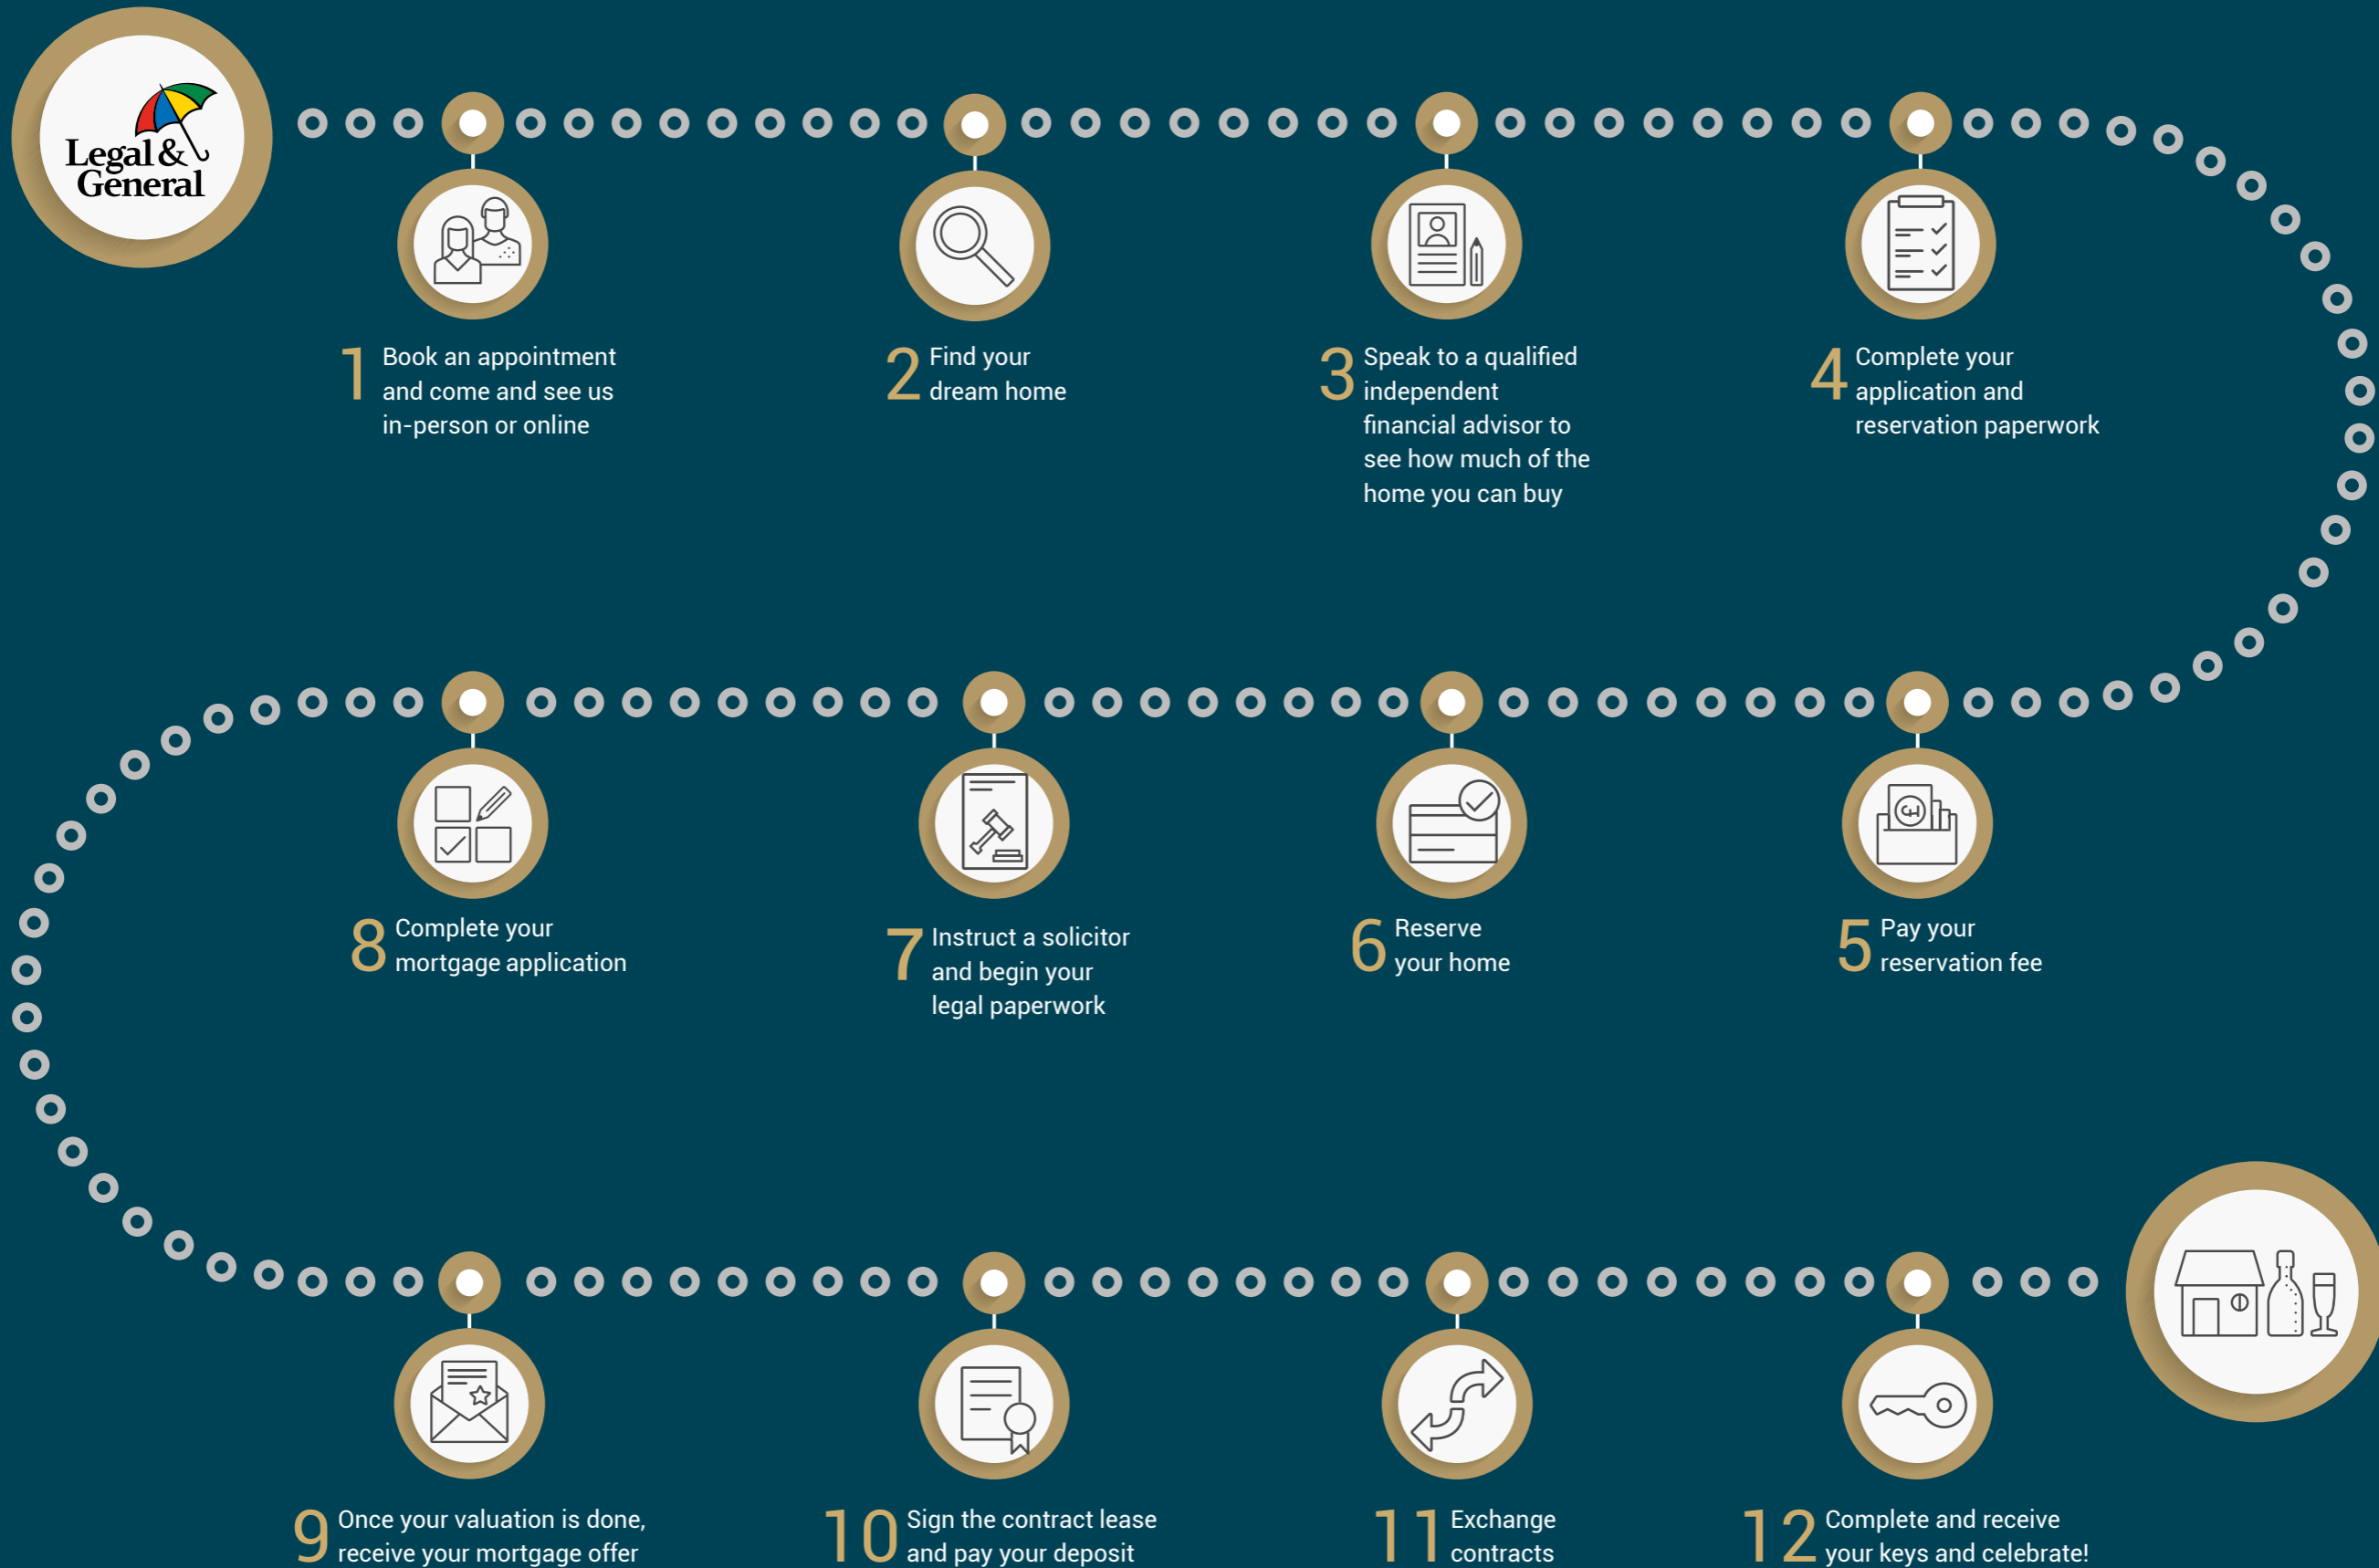 Legal &
General
1 Book an appointment
and come and see us
in-person or online
2 Find your
dream home
3 Speak to a qualified
independent
financial advisor to
see how much of the
home you can buy
4 Complete your
application and
reservation paperwork
5 Pay your
reservation fee
6 Reserve
your home
7 Instruct a solicitor
and begin your
legal paperwork
8 Complete your
mortgage application
9 Once your valuation is done,
receive your mortgage offer
10 Sign the contract lease
and pay your deposit
11 Exchange
contracts
12 Complete and receive
your keys and celebrate!